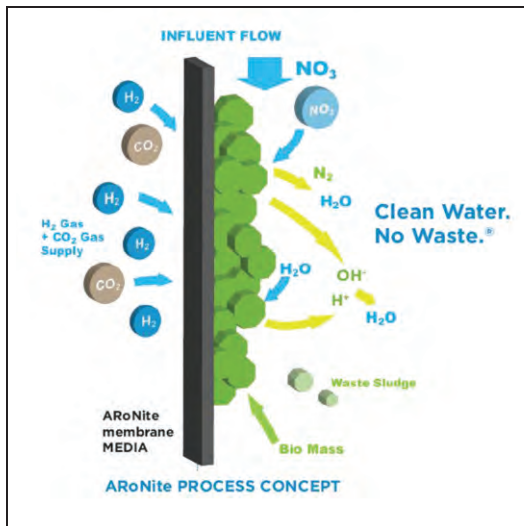 INFLUENT FLOW
NO₃
H₂
NO₃
CO₂
N₂
H₂O
H₂
Clean Water.
No Waste.®
H₂ Gas
+ CO₂ Gas
Supply
H₂
H₂O
OH⁻
CO₂
H⁺
H₂O
H₂
Waste Sludge
ARoNite
membrane
MEDIA
Bio Mass
ARoNite PROCESS CONCEPT